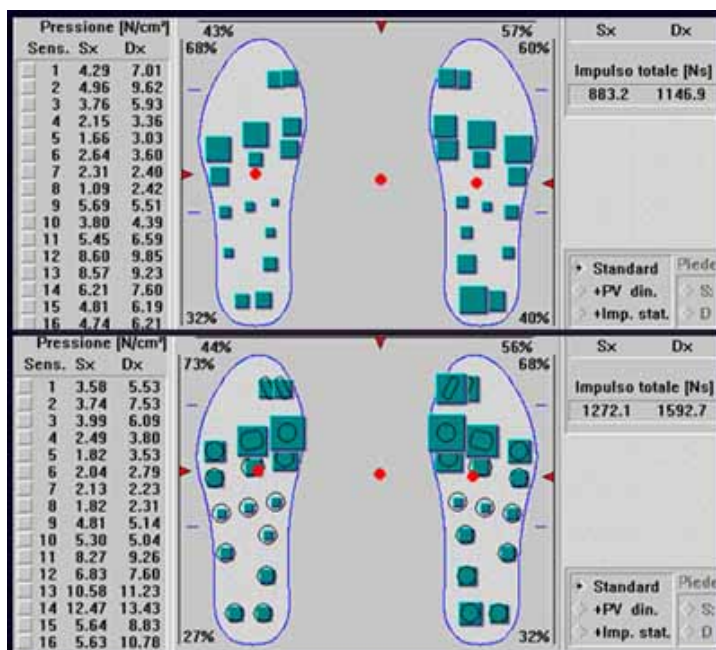 Pressione [N/cm²]
Sens. Sx Dx
1 4.29 7.01
2 4.96 9.62
3 3.76 5.93
4 2.15 3.36
5 1.66 3.03
6 2.64 3.60
7 2.31 2.40
8 1.09 2.42
9 5.69 5.51
10 3.80 4.39
11 5.45 6.59
12 8.60 9.85
13 8.57 9.23
14 6.21 7.60
15 4.81 6.19
16 4.74 6.21
43% 57%
68% 60%
32% 40%
Sx Dx
Impulso totale [Ns]
883.2 1146.9
Standard Piede
+PV din. S:
+Imp. stat. D
Pressione [N/cm²]
Sens. Sx Dx
1 3.58 5.53
2 3.74 7.53
3 3.99 6.09
4 2.49 3.80
5 1.82 3.53
6 2.04 2.79
7 2.13 2.23
8 1.82 2.31
9 4.81 5.14
10 5.30 5.04
11 8.27 9.26
12 6.83 7.60
13 10.58 11.23
14 12.47 13.43
15 5.64 8.83
16 5.63 10.78
44% 56%
73% 68%
27% 32%
Sx Dx
Impulso totale [Ns]
1272.1 1592.7
Standard Piede
+PV din. S:
+Imp. stat. D